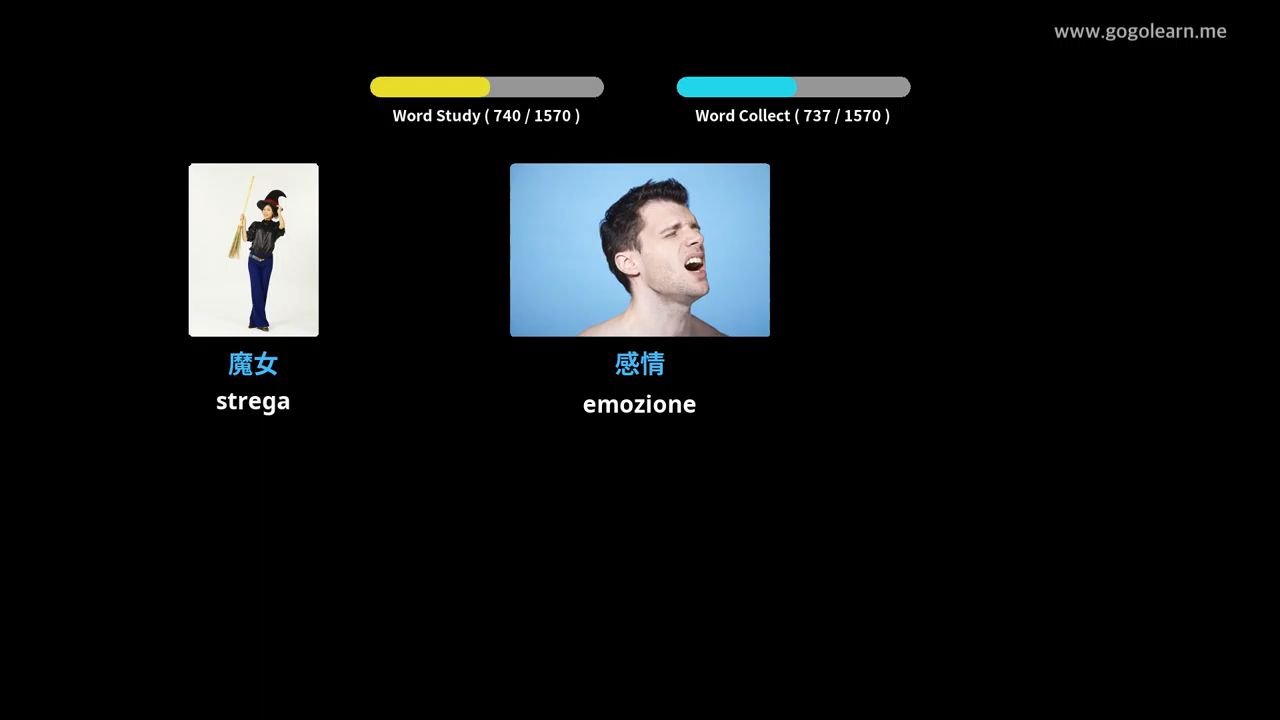 www.gogolearn.me
Word Study ( 740 / 1570 )
Word Collect ( 737 / 1570 )
魔女
strega
感情
emozione